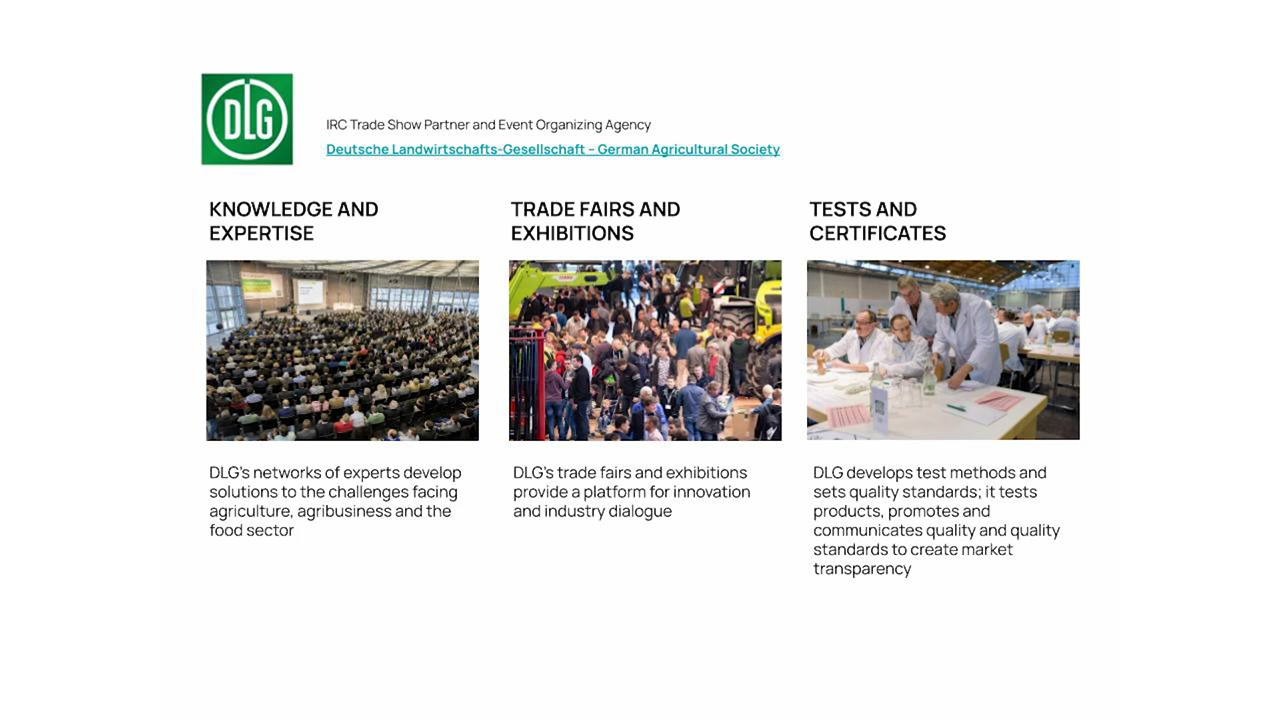 DLG
IRC Trade Show Partner and Event Organizing Agency
Deutsche Landwirtschafts-Gesellschaft – German Agricultural Society
KNOWLEDGE AND
EXPERTISE
TRADE FAIRS AND
EXHIBITIONS
TESTS AND
CERTIFICATES
DLG's networks of experts develop
solutions to the challenges facing
agriculture, agribusiness and the
food sector
DLG's trade fairs and exhibitions
provide a platform for innovation
and industry dialogue
DLG develops test methods and
sets quality standards; it tests
products, promotes and
communicates quality and quality
standards to create market
transparency